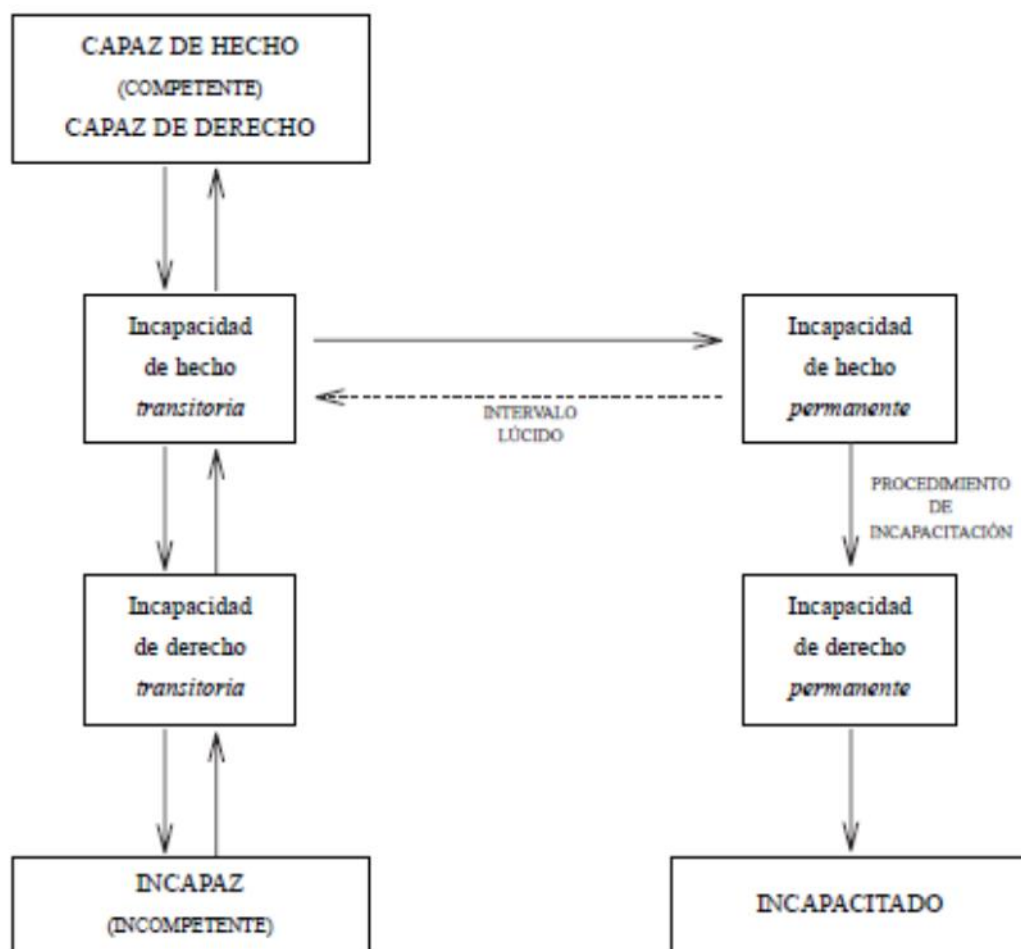 CAPAZ DE HECHO
(COMPETENTE)
CAPAZ DE DERECHO
Incapacidad
de hecho
transitoria
Incapacidad
de hecho
permanente
INTERVALO
LÚCIDO
PROCEDIMIENTO
DE
INCAPACITACIÓN
Incapacidad
de derecho
transitoria
Incapacidad
de derecho
permanente
INCAPAZ
(INCOMPETENTE)
INCAPACITADO